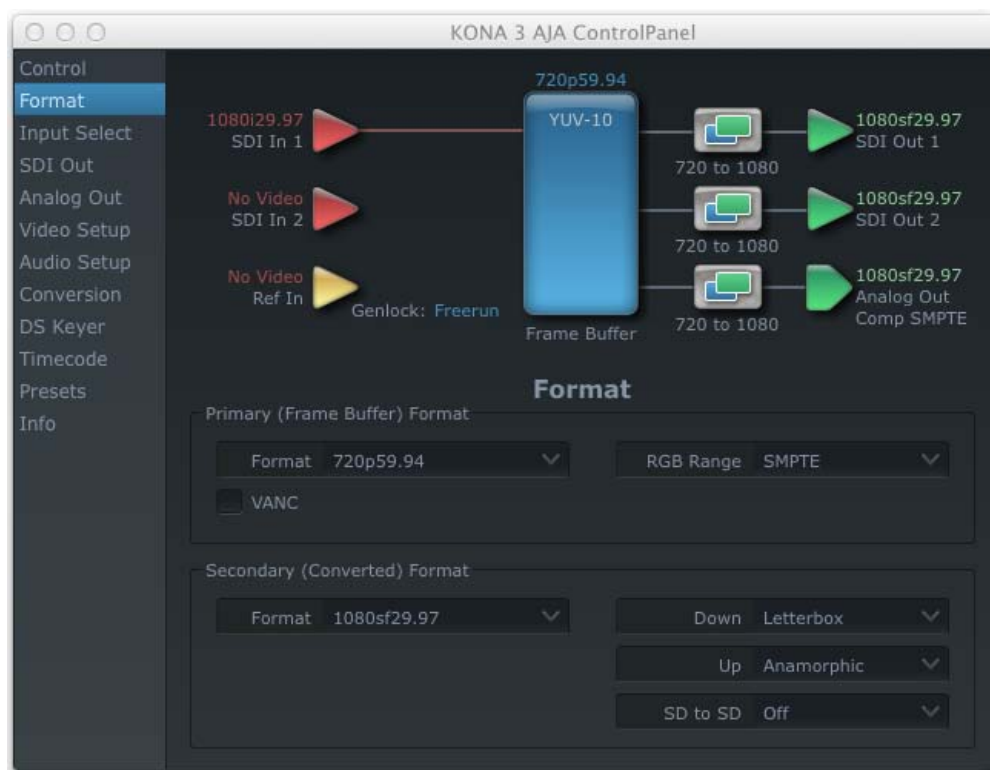 KONA 3 AJA ControlPanel
Control
Format
Input Select
SDI Out
Analog Out
Video Setup
Audio Setup
Conversion
DS Keyer
Timecode
Presets
Info
720p59.94
YUV-10
Frame Buffer
1080i29.97
SDI In 1
No Video
SDI In 2
No Video
Ref In
Genlock: Freerun
720 to 1080
1080sf29.97
SDI Out 1
720 to 1080
1080sf29.97
SDI Out 2
720 to 1080
1080sf29.97
Analog Out
Comp SMPTE
Format
Primary (Frame Buffer) Format
Format 720p59.94
RGB Range SMPTE
VANC
Secondary (Converted) Format
Format 1080sf29.97
Down Letterbox
Up Anamorphic
SD to SD Off